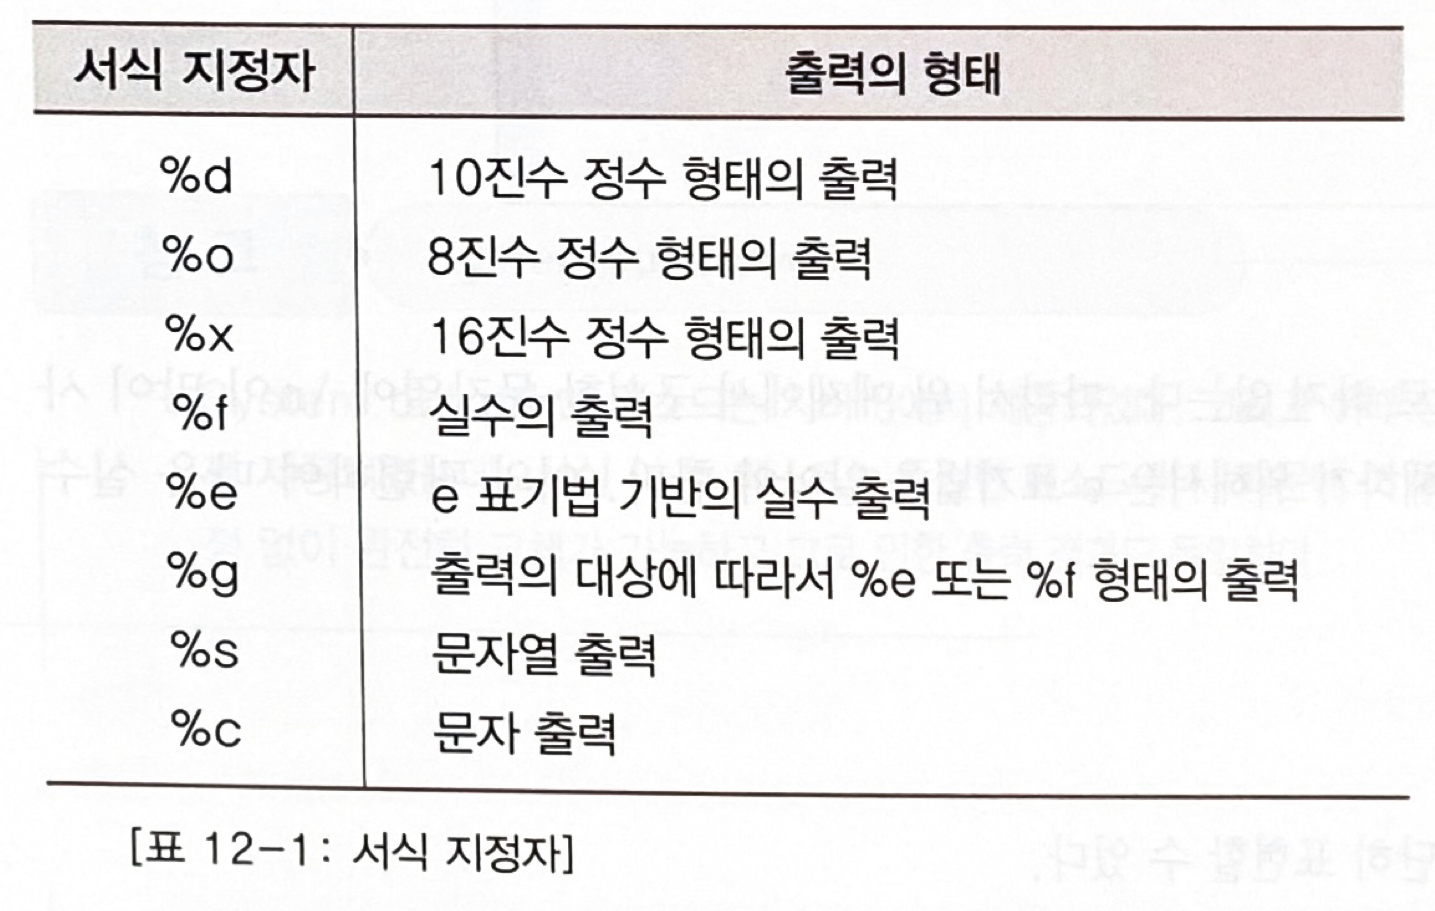 서식 지정자 출력의 형태
%d 10진수 정수 형태의 출력
%o 8진수 정수 형태의 출력
%x 16진수 정수 형태의 출력
%f 실수의 출력
%e e 표기법 기반의 실수 출력
%g 출력의 대상에 따라서 %e 또는 %f 형태의 출력
%s 문자열 출력
%c 문자 출력
[표 12-1: 서식 지정자]